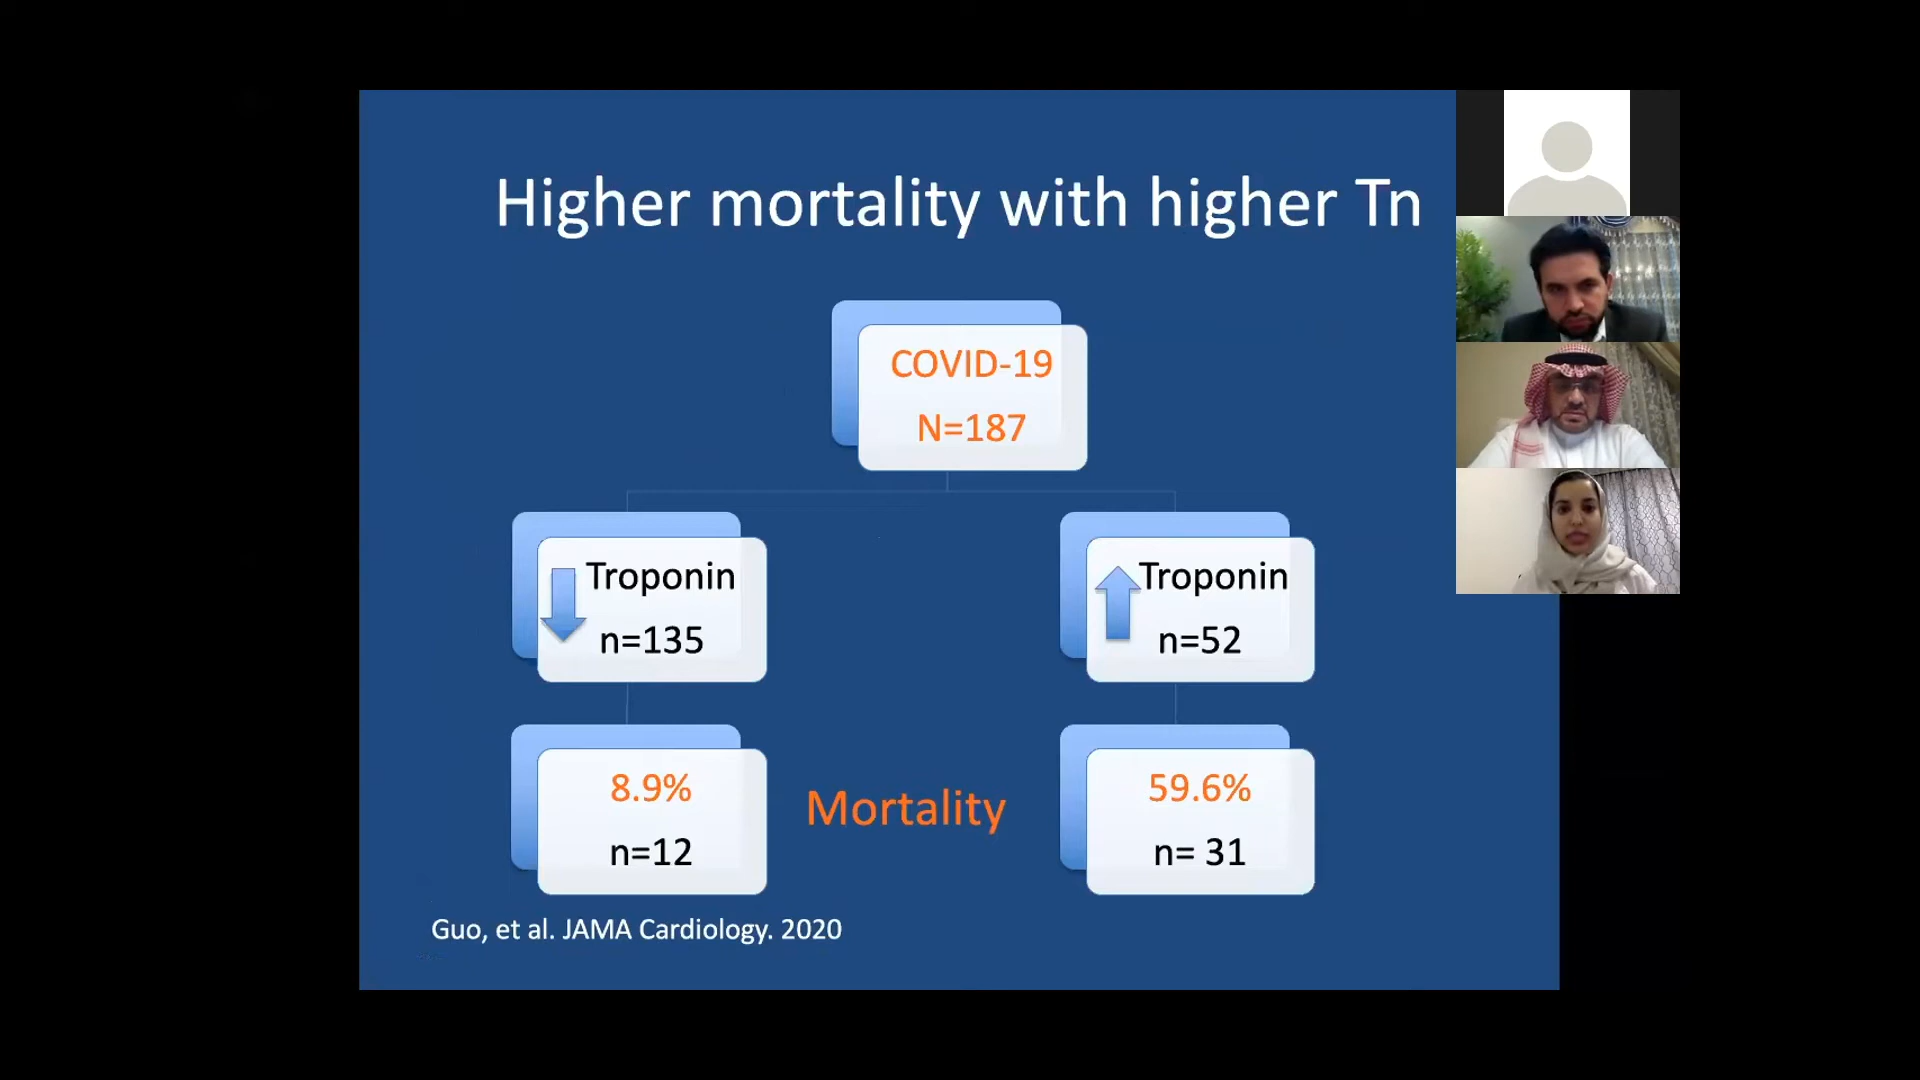 Higher mortality with higher Tn
COVID-19
N=187
Troponin
n=135
Troponin
n=52
8.9%
n=12
Mortality
59.6%
n= 31
Guo, et al. JAMA Cardiology. 2020